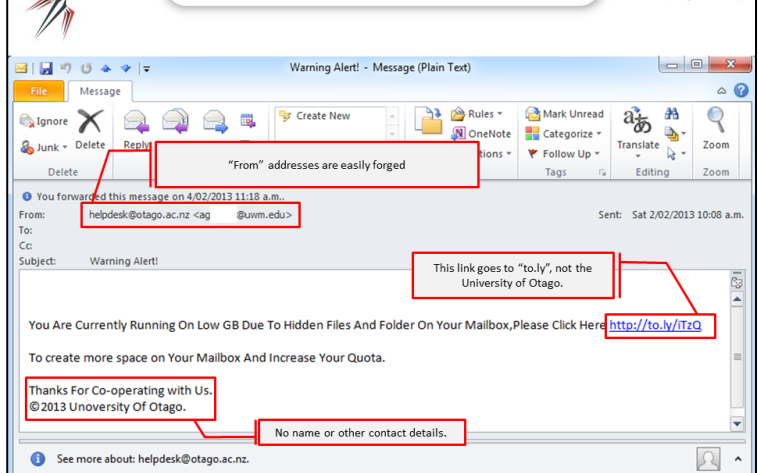 Warning Alert! - Message (Plain Text)
File Message
Ignore
Junk
Delete
Reply
Create New
Rules
OneNote
Mark Unread
Categorize
Follow Up
Translate
Zoom
Delete
Tags
Editing
Zoom
“From” addresses are easily forged
You forwarded this message on 4/02/2013 11:18 a.m..
From: helpdesk@otago.ac.nz <ag @uwm.edu>
Sent: Sat 2/02/2013 10:08 a.m.
To:
Cc:
Subject: Warning Alert!
This link goes to “to.ly”, not the
University of Otago.
You Are Currently Running On Low GB Due To Hidden Files And Folder On Your Mailbox,Please Click Here http://to.ly/iTzQ
To create more space on Your Mailbox And Increase Your Quota.
Thanks For Co-operating with Us.
©2013 Unoversity Of Otago.
No name or other contact details.
See more about: helpdesk@otago.ac.nz.